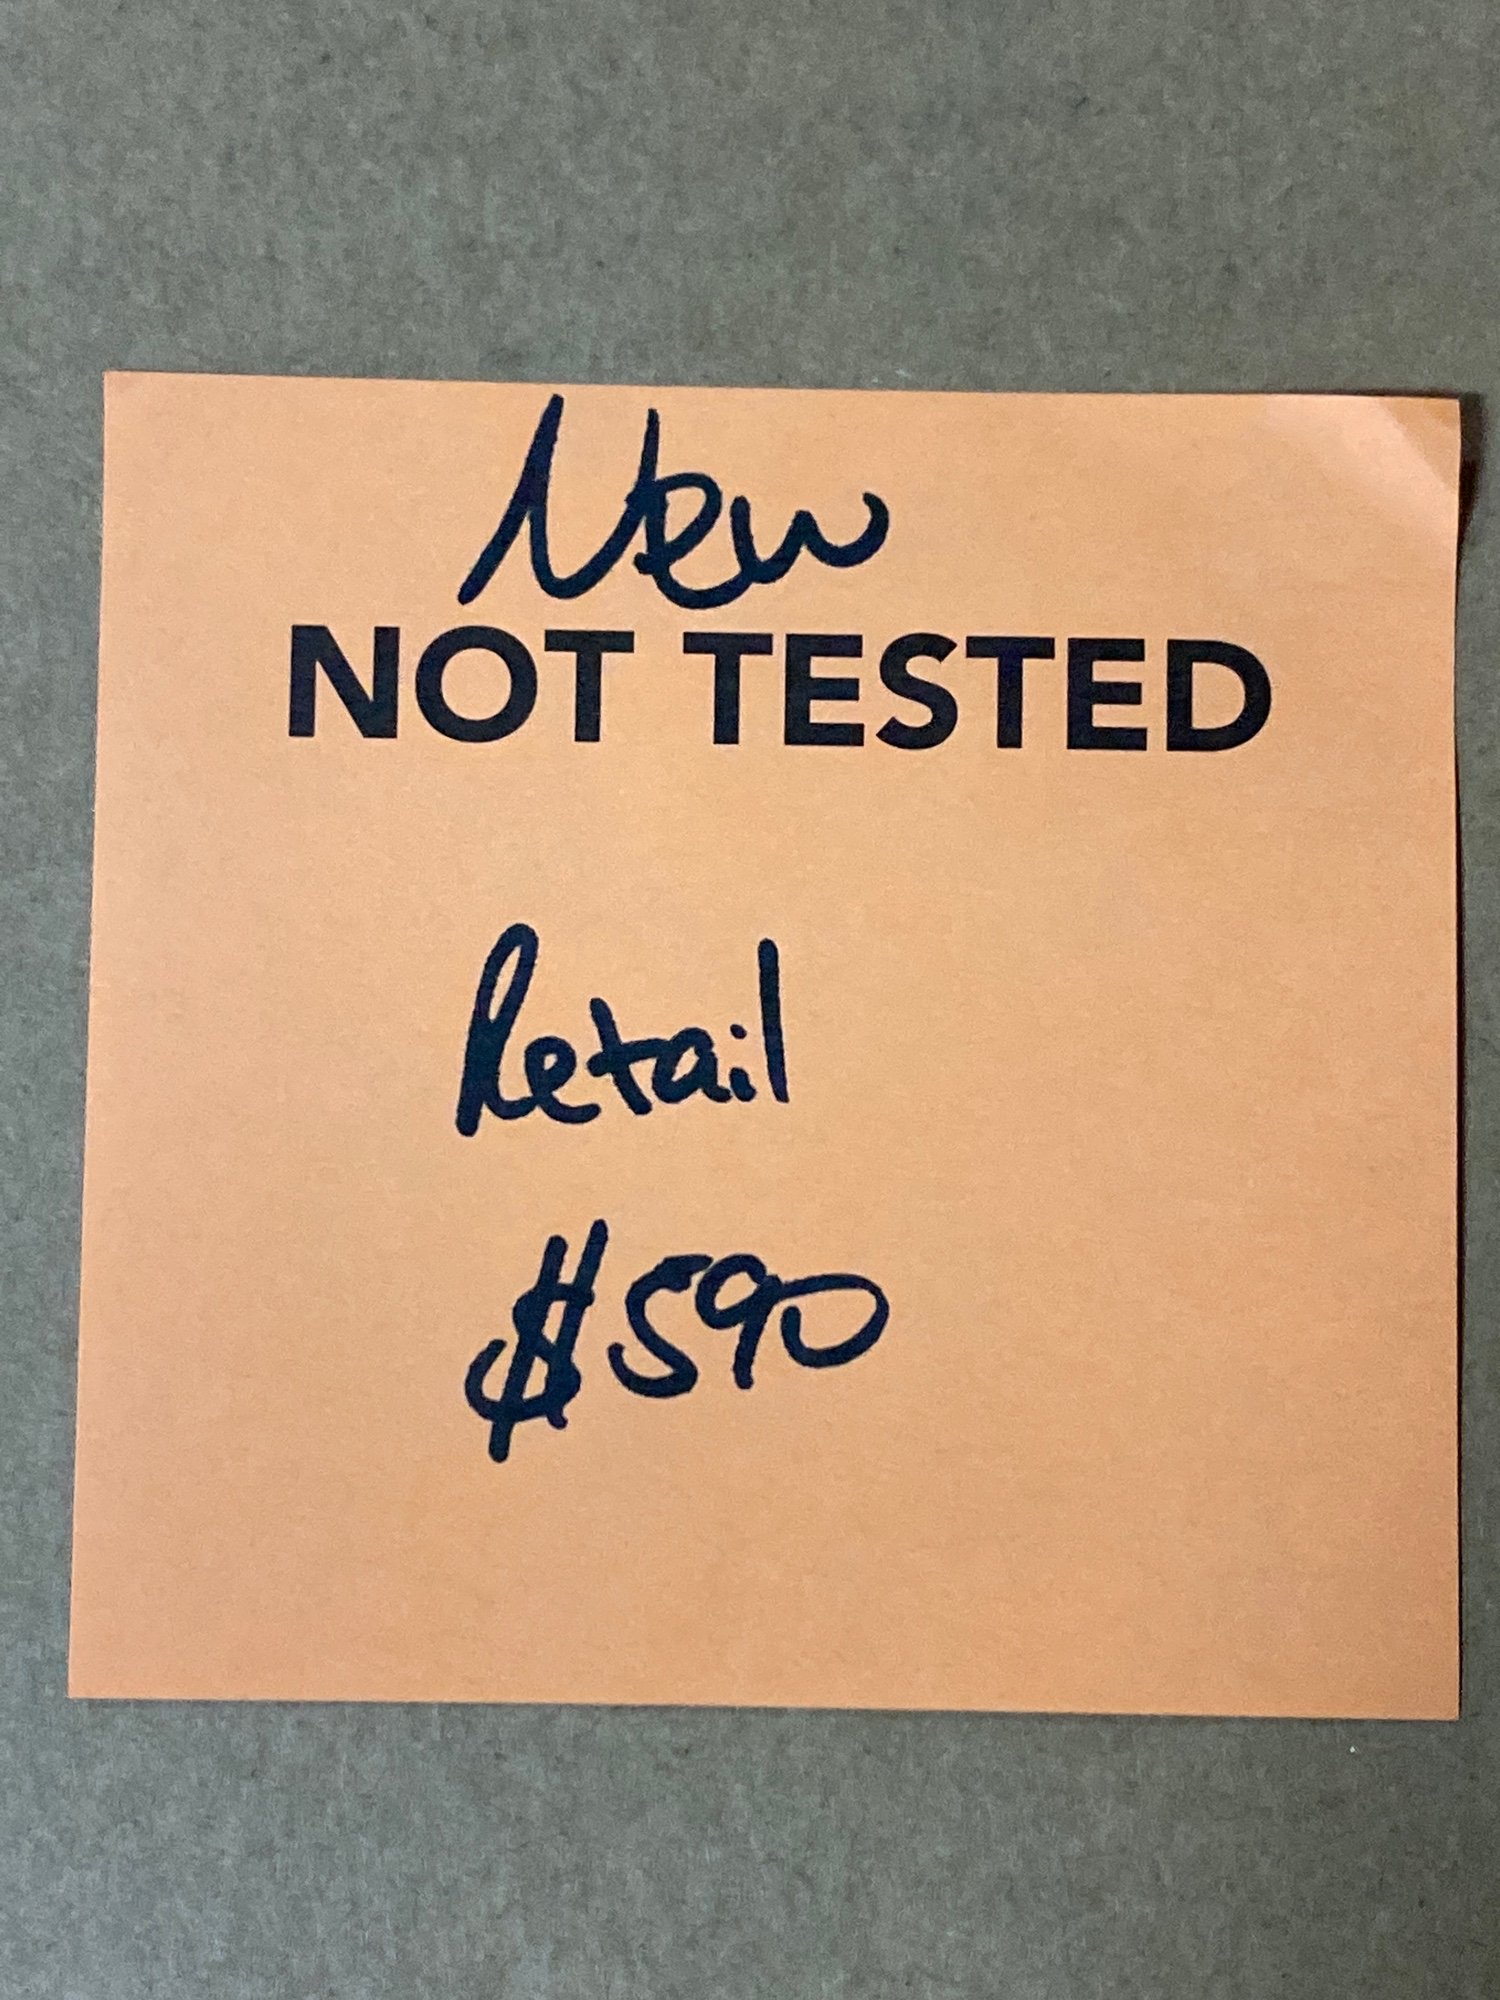 New
NOT TESTED
Retail
$590